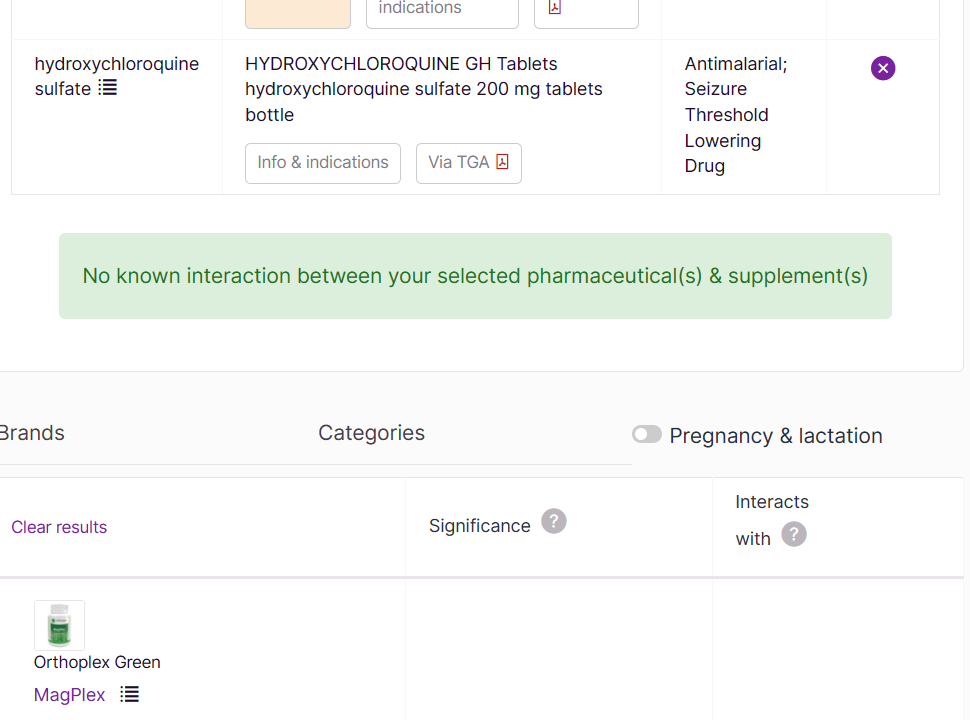 indications
hydroxychloroquine
sulfate
HYDROXYCHLOROQUINE GH Tablets
hydroxychloroquine sulfate 200 mg tablets
bottle
Info & indications
Via TGA
Antimalarial;
Seizure
Threshold
Lowering
Drug
No known interaction between your selected pharmaceutical(s) & supplement(s)
Brands
Categories
Pregnancy & lactation
Clear results
Significance ?
Interacts
with ?
Orthoplex Green
MagPlex